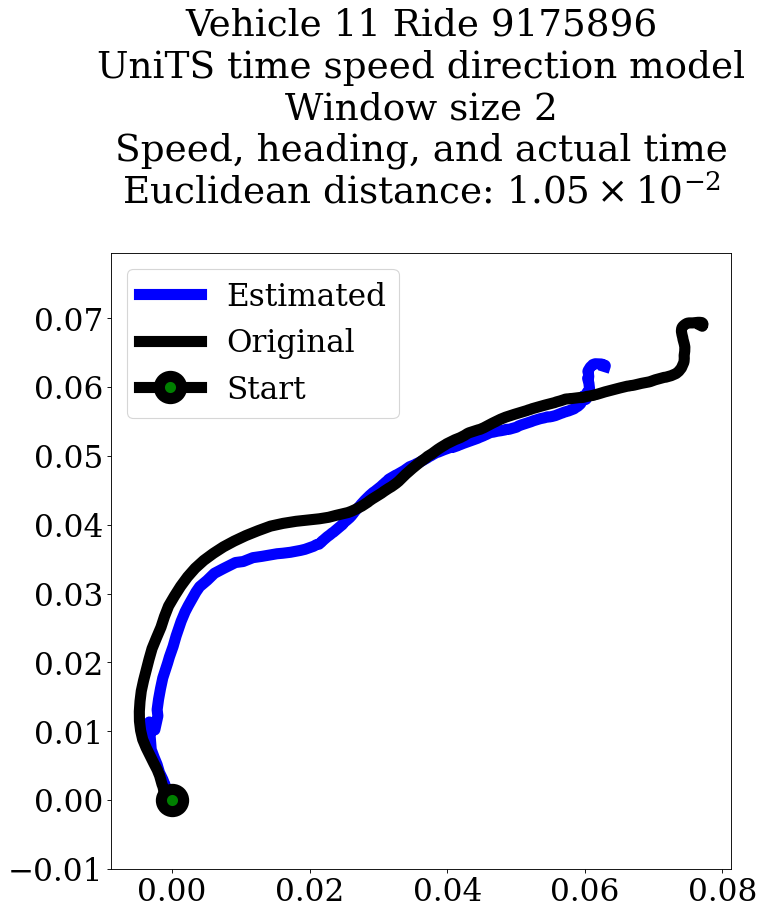 Vehicle 11 Ride 9175896
UniTS time speed direction model
Window size 2
Speed, heading, and actual time
Euclidean distance: 1.05 × 10⁻²
Estimated
Original
Start
0.07
0.06
0.05
0.04
0.03
0.02
0.01
0.00
−0.01
0.00 0.02 0.04 0.06 0.08